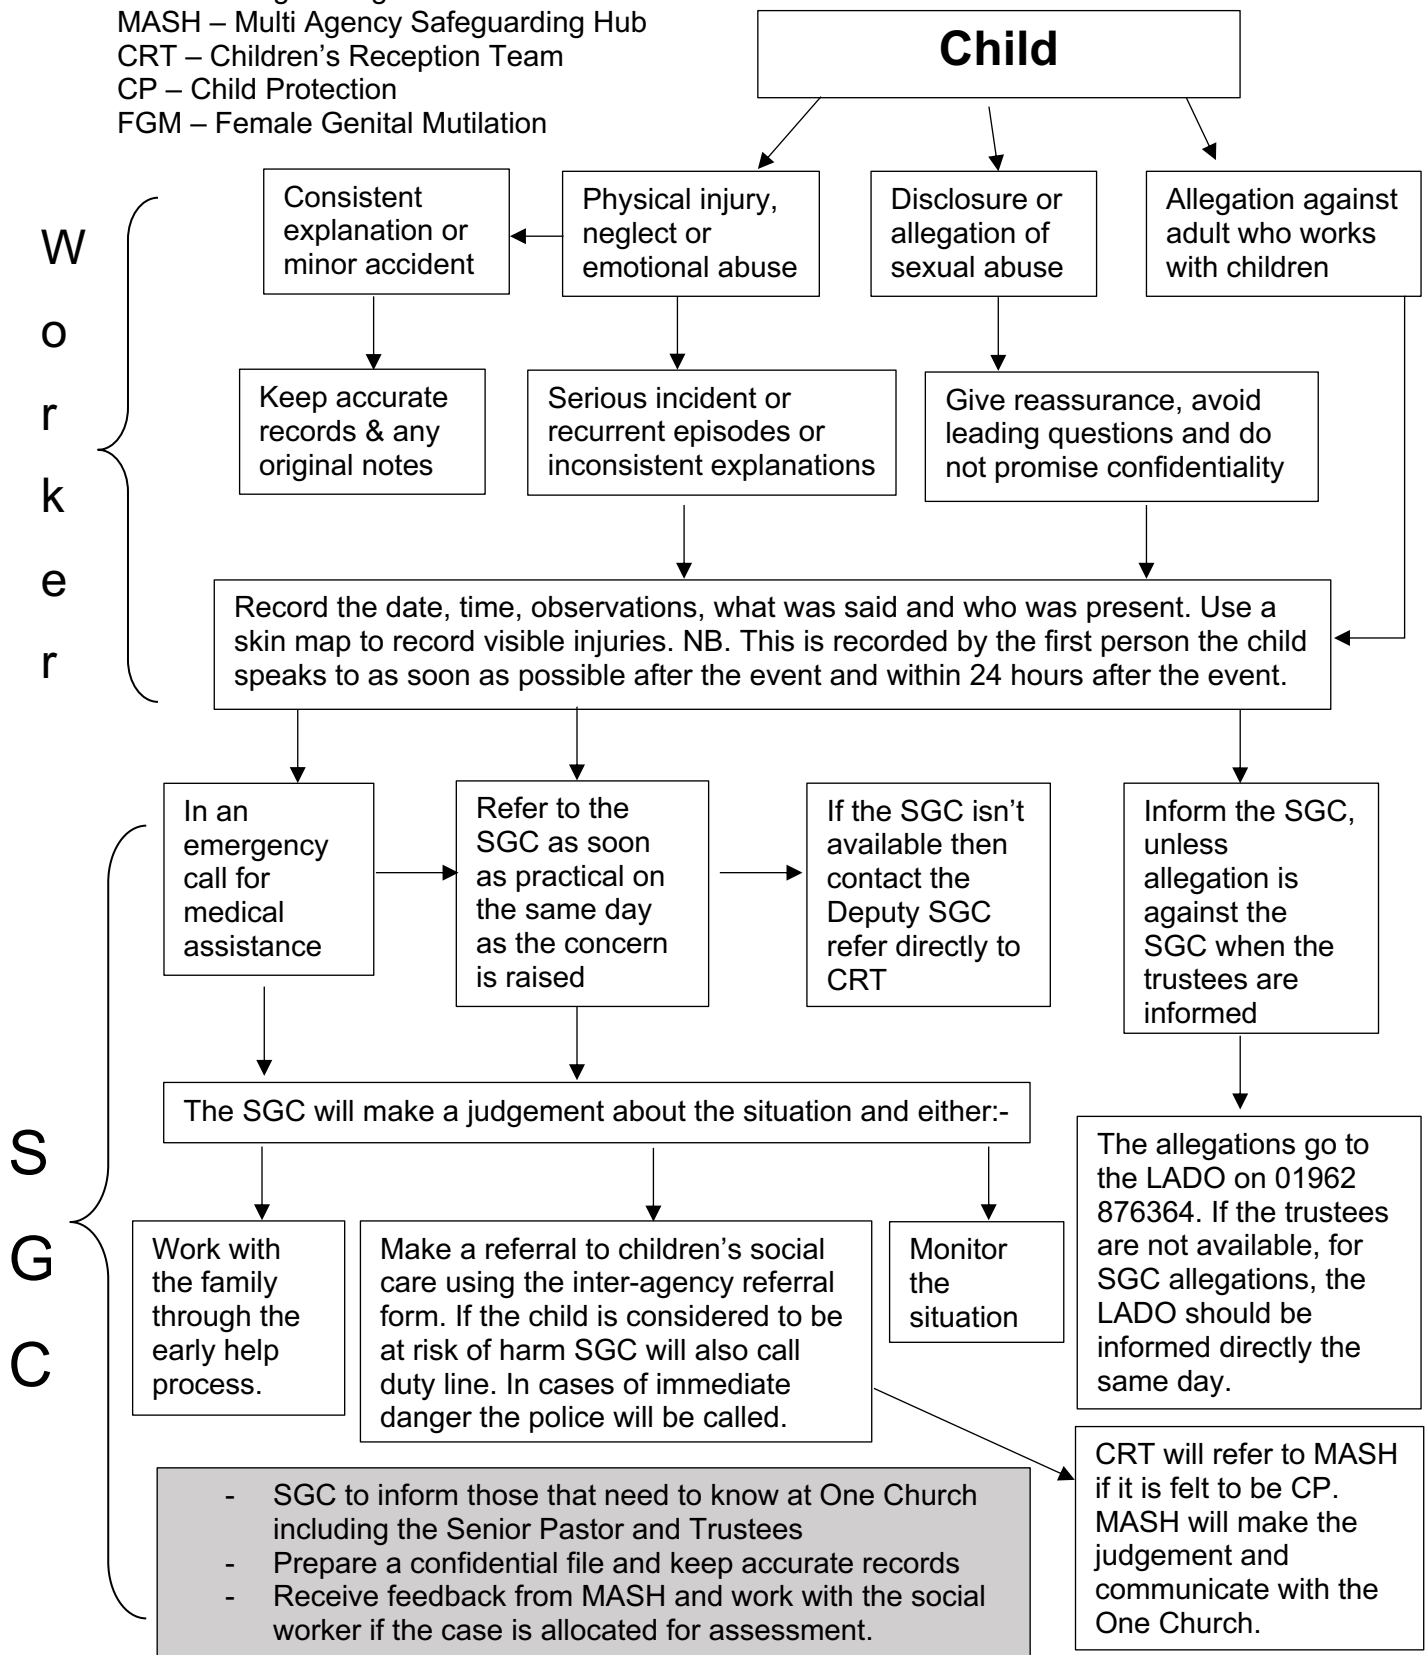 MASH – Multi Agency Safeguarding Hub
CRT – Children’s Reception Team
CP – Child Protection
FGM – Female Genital Mutilation
Child
W
o
r
k
e
r
Consistent
explanation or
minor accident
Physical injury,
neglect or
emotional abuse
Disclosure or
allegation of
sexual abuse
Allegation against
adult who works
with children
Keep accurate
records & any
original notes
Serious incident or
recurrent episodes or
inconsistent explanations
Give reassurance, avoid
leading questions and do
not promise confidentiality
Record the date, time, observations, what was said and who was present. Use a
skin map to record visible injuries. NB. This is recorded by the first person the child
speaks to as soon as possible after the event and within 24 hours after the event.
S
G
C
In an
emergency
call for
medical
assistance
Refer to the
SGC as soon
as practical on
the same day
as the concern
is raised
If the SGC isn’t
available then
contact the
Deputy SGC
refer directly to
CRT
Inform the SGC,
unless
allegation is
against the
SGC when the
trustees are
informed
The SGC will make a judgement about the situation and either:-
The allegations go to
the LADO on 01962
876364. If the trustees
are not available, for
SGC allegations, the
LADO should be
informed directly the
same day.
Work with
the family
through the
early help
process.
Make a referral to children’s social
care using the inter-agency referral
form. If the child is considered to be
at risk of harm SGC will also call
duty line. In cases of immediate
danger the police will be called.
Monitor
the
situation
CRT will refer to MASH
if it is felt to be CP.
MASH will make the
judgement and
communicate with the
One Church.
- SGC to inform those that need to know at One Church
including the Senior Pastor and Trustees
- Prepare a confidential file and keep accurate records
- Receive feedback from MASH and work with the social
worker if the case is allocated for assessment.